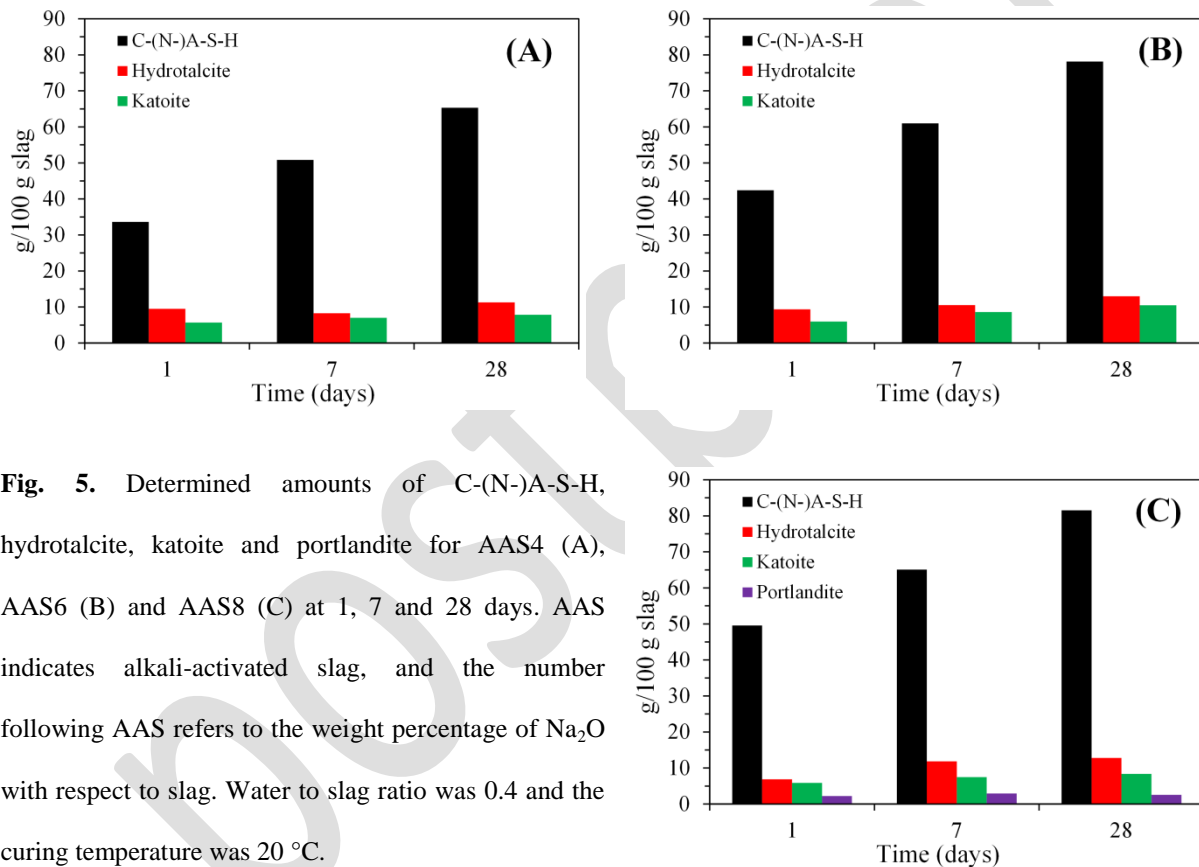 90
80
70
60
50
40
30
20
10
0
g/100 g slag
C-(N-)A-S-H
Hydrotalcite
Katoite
(A)
1 7 28
Time (days)
90
80
70
60
50
40
30
20
10
0
g/100 g slag
C-(N-)A-S-H
Hydrotalcite
Katoite
(B)
1 7 28
Time (days)
Fig. 5. Determined amounts of C-(N-)A-S-H,
hydrotalcite, katoite and portlandite for AAS4 (A),
AAS6 (B) and AAS8 (C) at 1, 7 and 28 days. AAS
indicates alkali-activated slag, and the number
following AAS refers to the weight percentage of Na₂O
with respect to slag. Water to slag ratio was 0.4 and the
curing temperature was 20 °C.
90
80
70
60
50
40
30
20
10
0
g/100 g slag
C-(N-)A-S-H
Hydrotalcite
Katoite
Portlandite
(C)
1 7 28
Time (days)